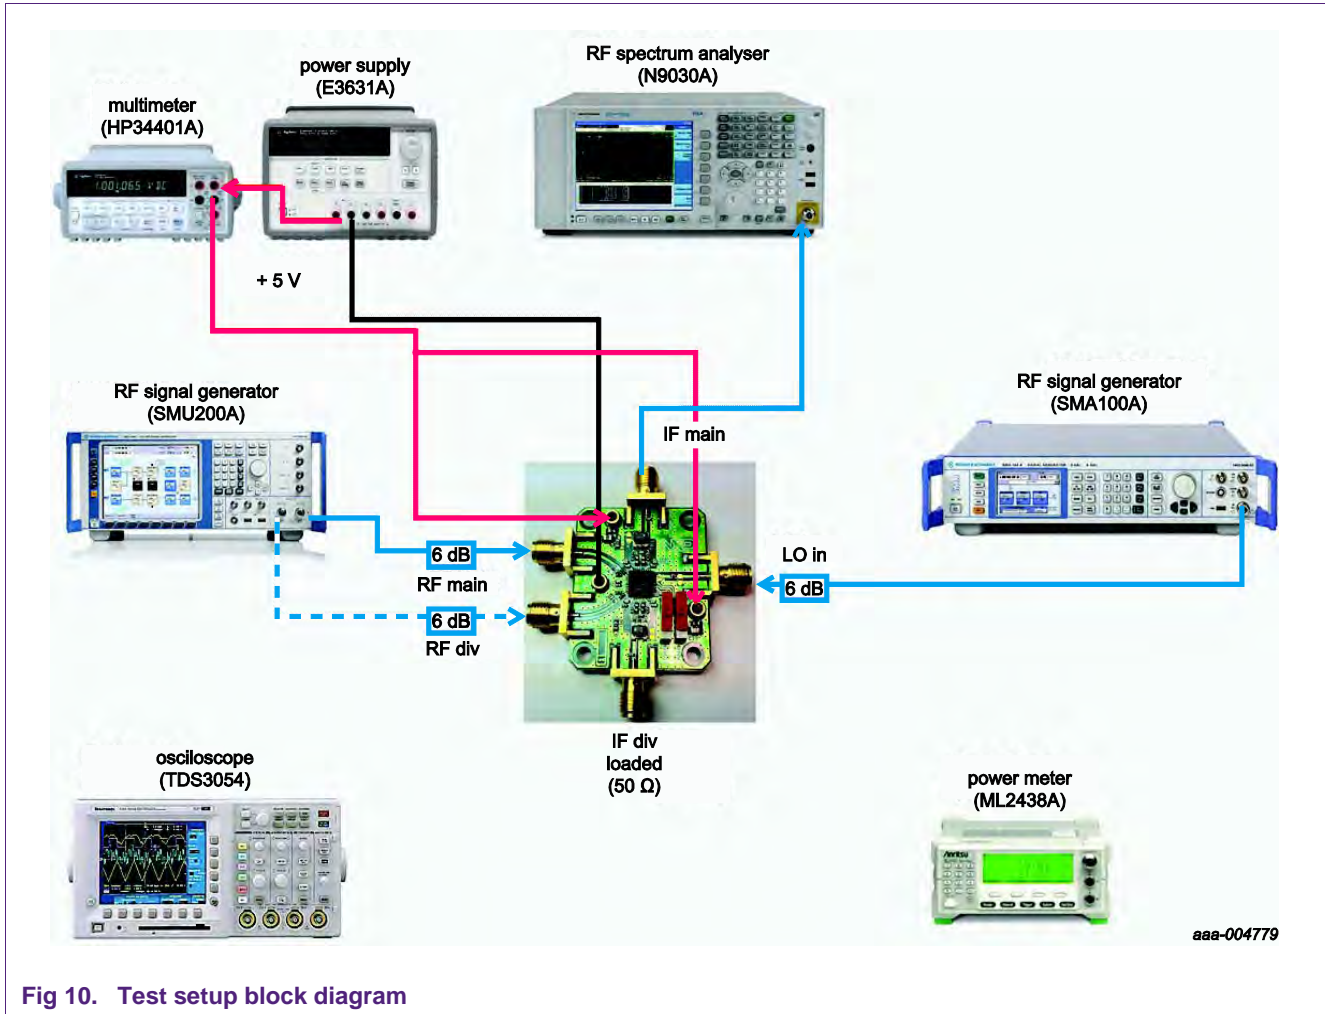 RF spectrum analyser
(N9030A)
power supply
(E3631A)
multimeter
(HP34401A)
+ 5 V
RF signal generator
(SMU200A)
RF signal generator
(SMA100A)
IF main
6 dB
RF main
LO in
6 dB
6 dB
RF div
IF div
loaded
(50 Ω)
osciloscope
(TDS3054)
power meter
(ML2438A)
Anritsu
aaa-004779
Fig 10. Test setup block diagram